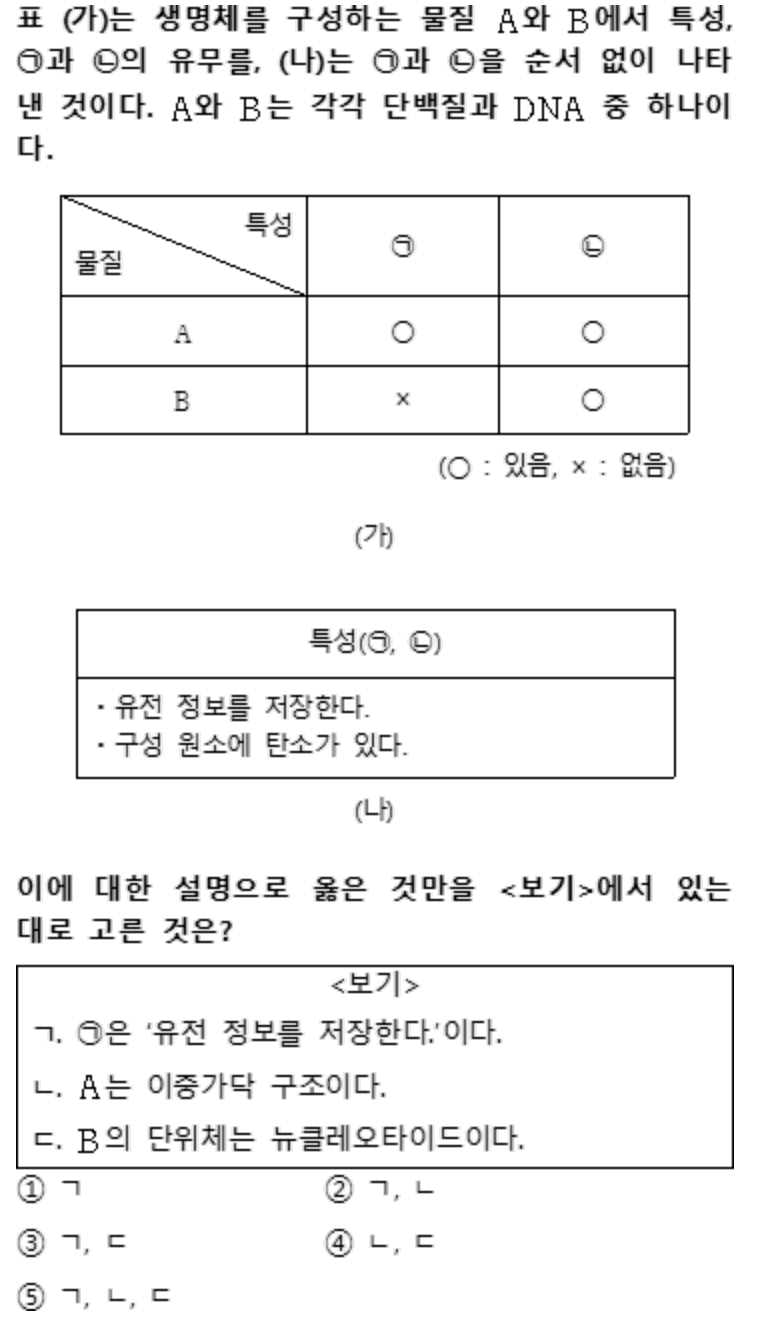 표 (가)는 생명체를 구성하는 물질 A와 B에서 특성,
㉠과 ㉡의 유무를, (나)는 ㉠과 ㉡을 순서 없이 나타
낸 것이다. A와 B는 각각 단백질과 DNA 중 하나이
다.
특성
물질 ㉠ ㉡
A ○ ○
B × ○
(○ : 있음, × : 없음)
(가)
특성(㉠, ㉡)
· 유전 정보를 저장한다.
· 구성 원소에 탄소가 있다.
(나)
이에 대한 설명으로 옳은 것만을 <보기>에서 있는
대로 고른 것은?
<보기>
ㄱ. ㉠은 ‘유전 정보를 저장한다.’이다.
ㄴ. A는 이중가닥 구조이다.
ㄷ. B의 단위체는 뉴클레오타이드이다.
① ㄱ ② ㄱ, ㄴ
③ ㄱ, ㄷ ④ ㄴ, ㄷ
⑤ ㄱ, ㄴ, ㄷ